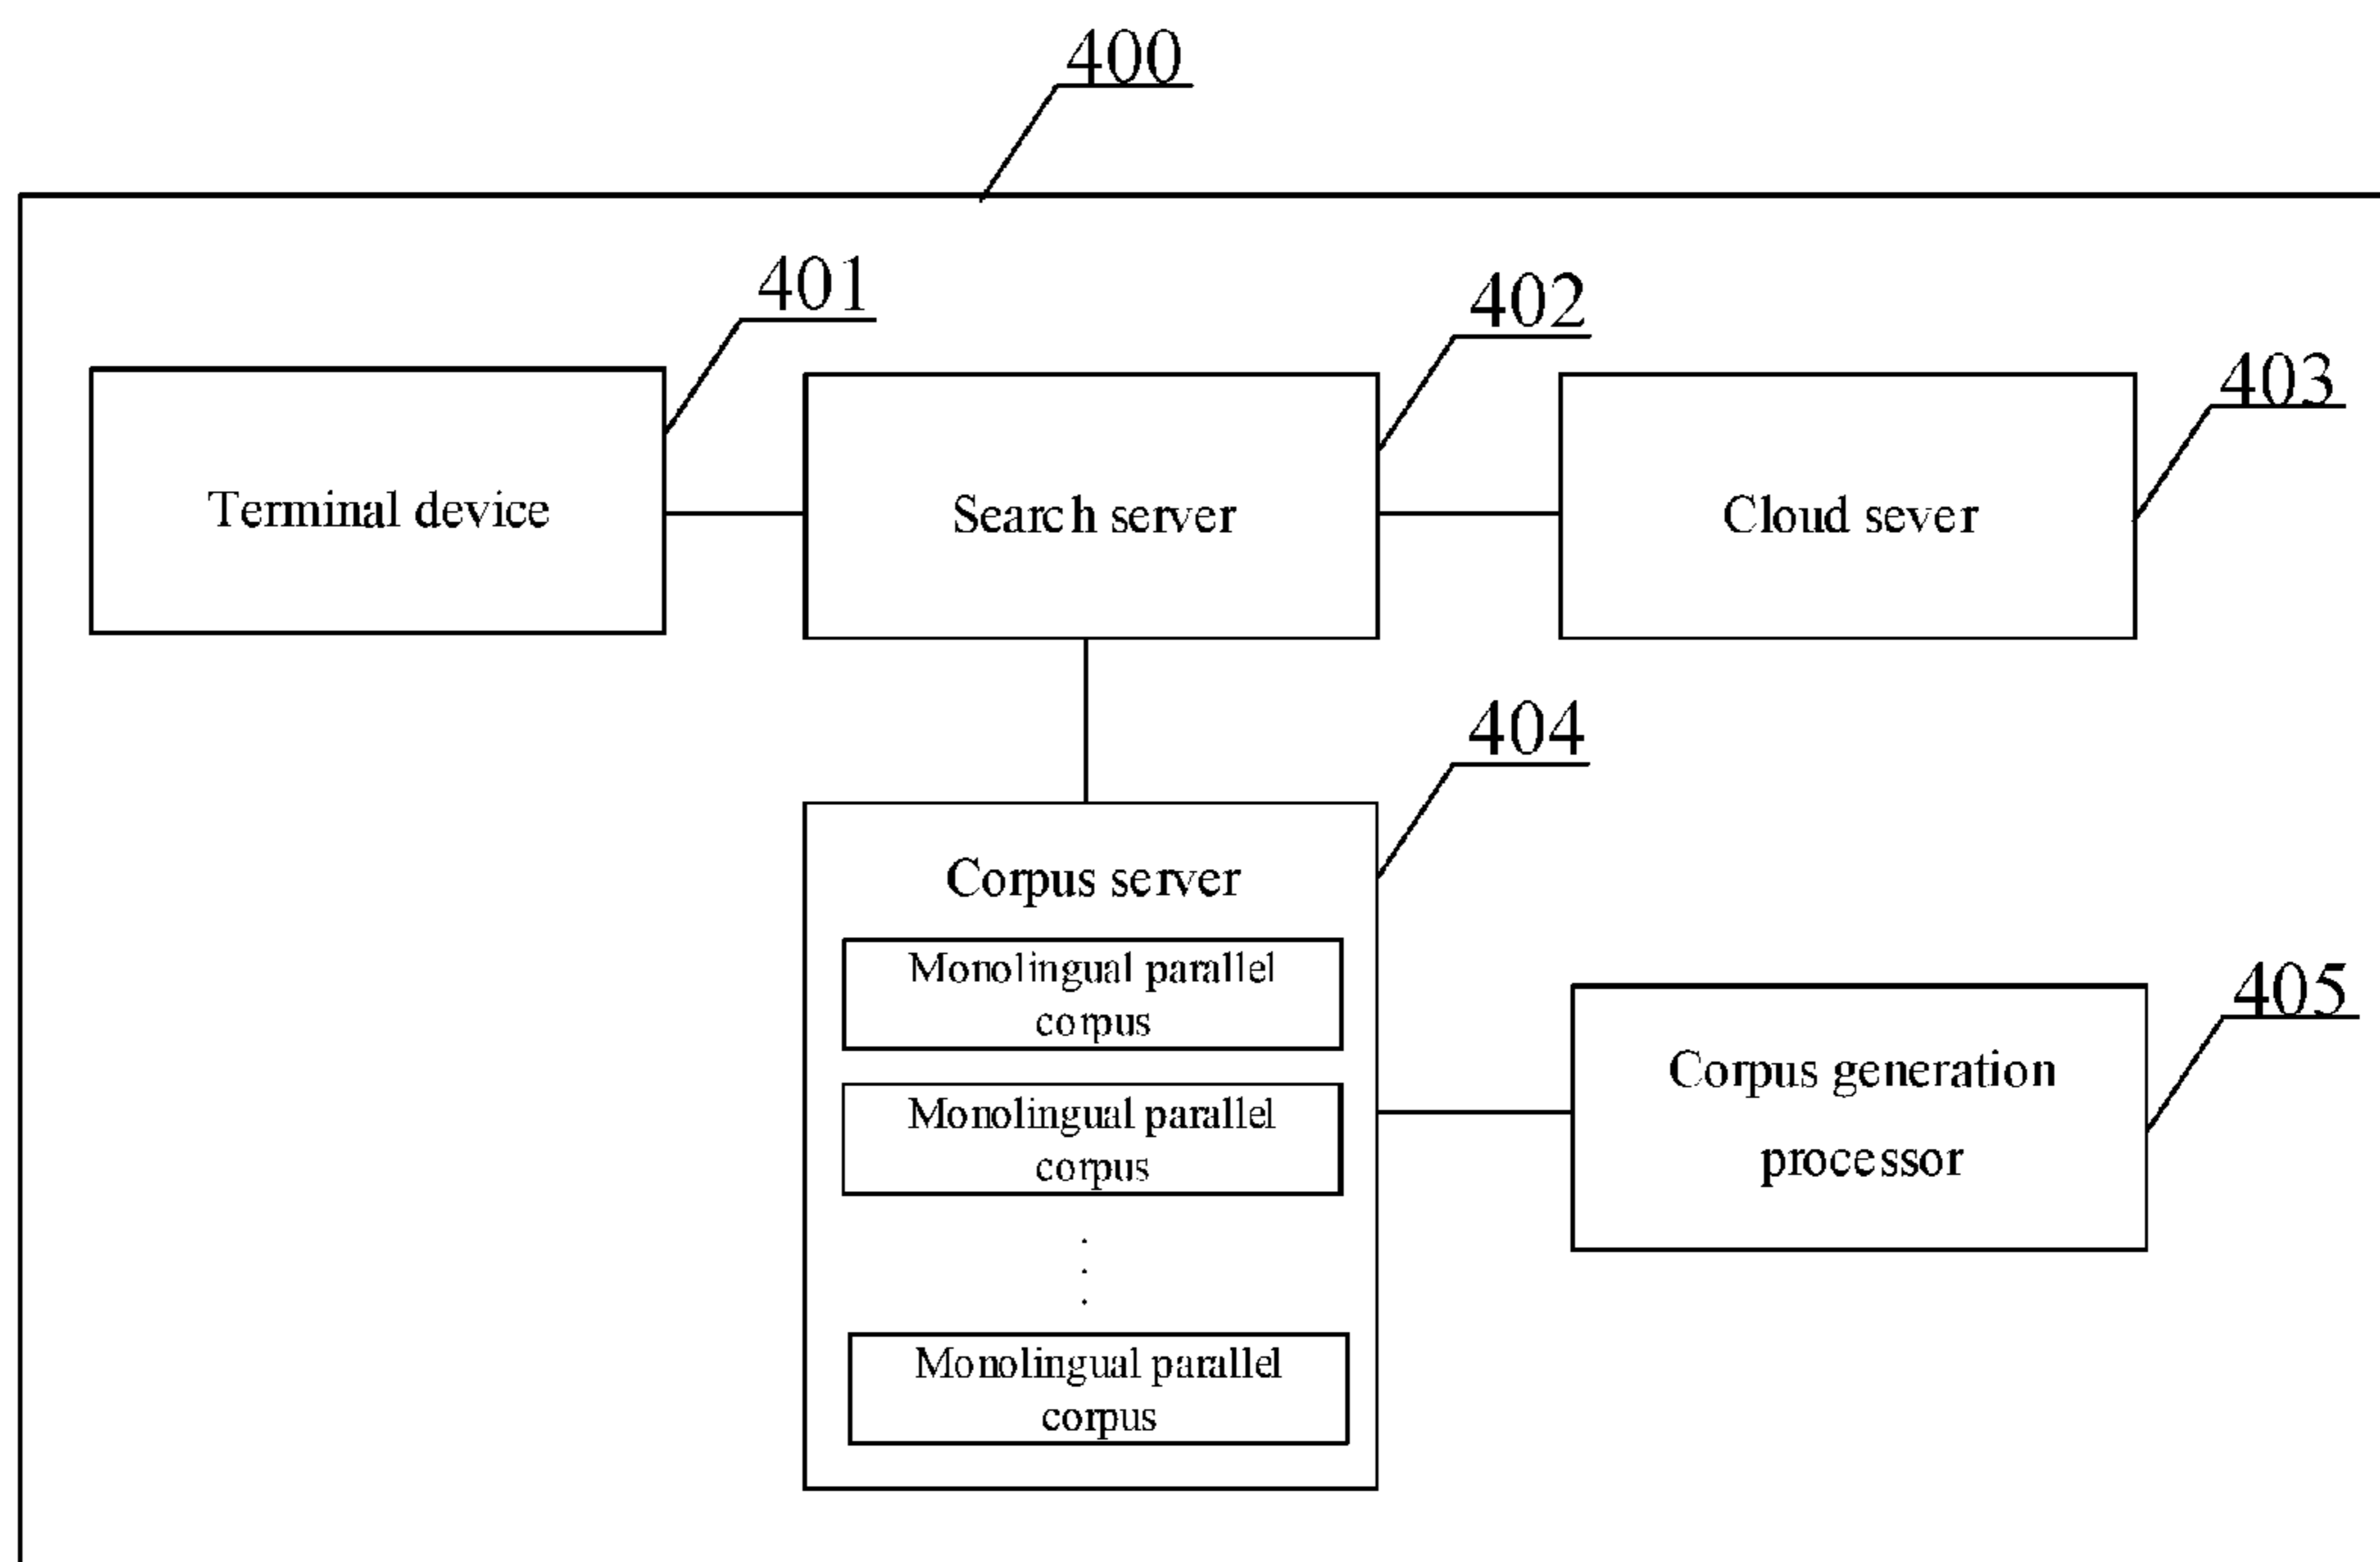 400
401
402
403
Terminal device
Search server
Cloud sever
404
Corpus server
Monolingual parallel
corpus
Monolingual parallel
corpus
.
.
.
Monolingual parallel
corpus
405
Corpus generation
processor